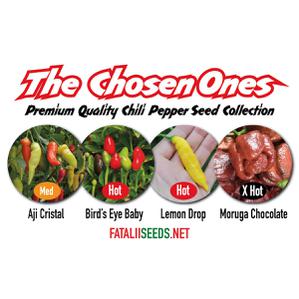 The Chosen Ones
Premium Quality Chili Pepper Seed Collection
Med Hot Hot X Hot
Aji Cristal Bird's Eye Baby Lemon Drop Moruga Chocolate
FATALIISEEDS.NET